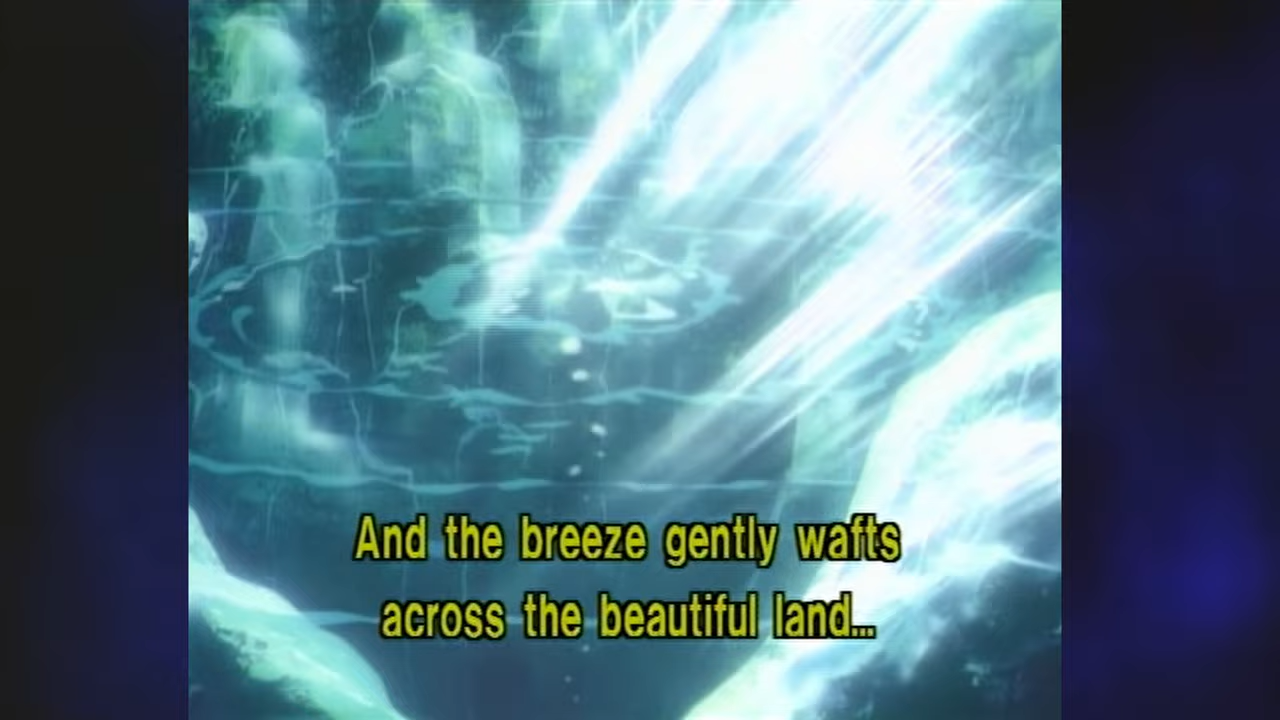 And the breeze gently wafts
across the beautiful land...